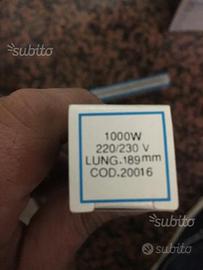 subito
1000W
220/230 V
LUNG.189mm
COD.20016
subito
subito